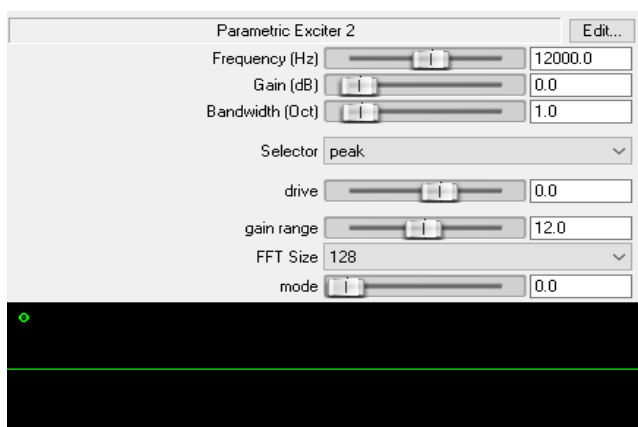 Parametric Exciter 2 Edit...
Frequency (Hz) 12000.0
Gain (dB) 0.0
Bandwidth (Oct) 1.0
Selector peak
drive 0.0
gain range 12.0
FFT Size 128
mode 0.0